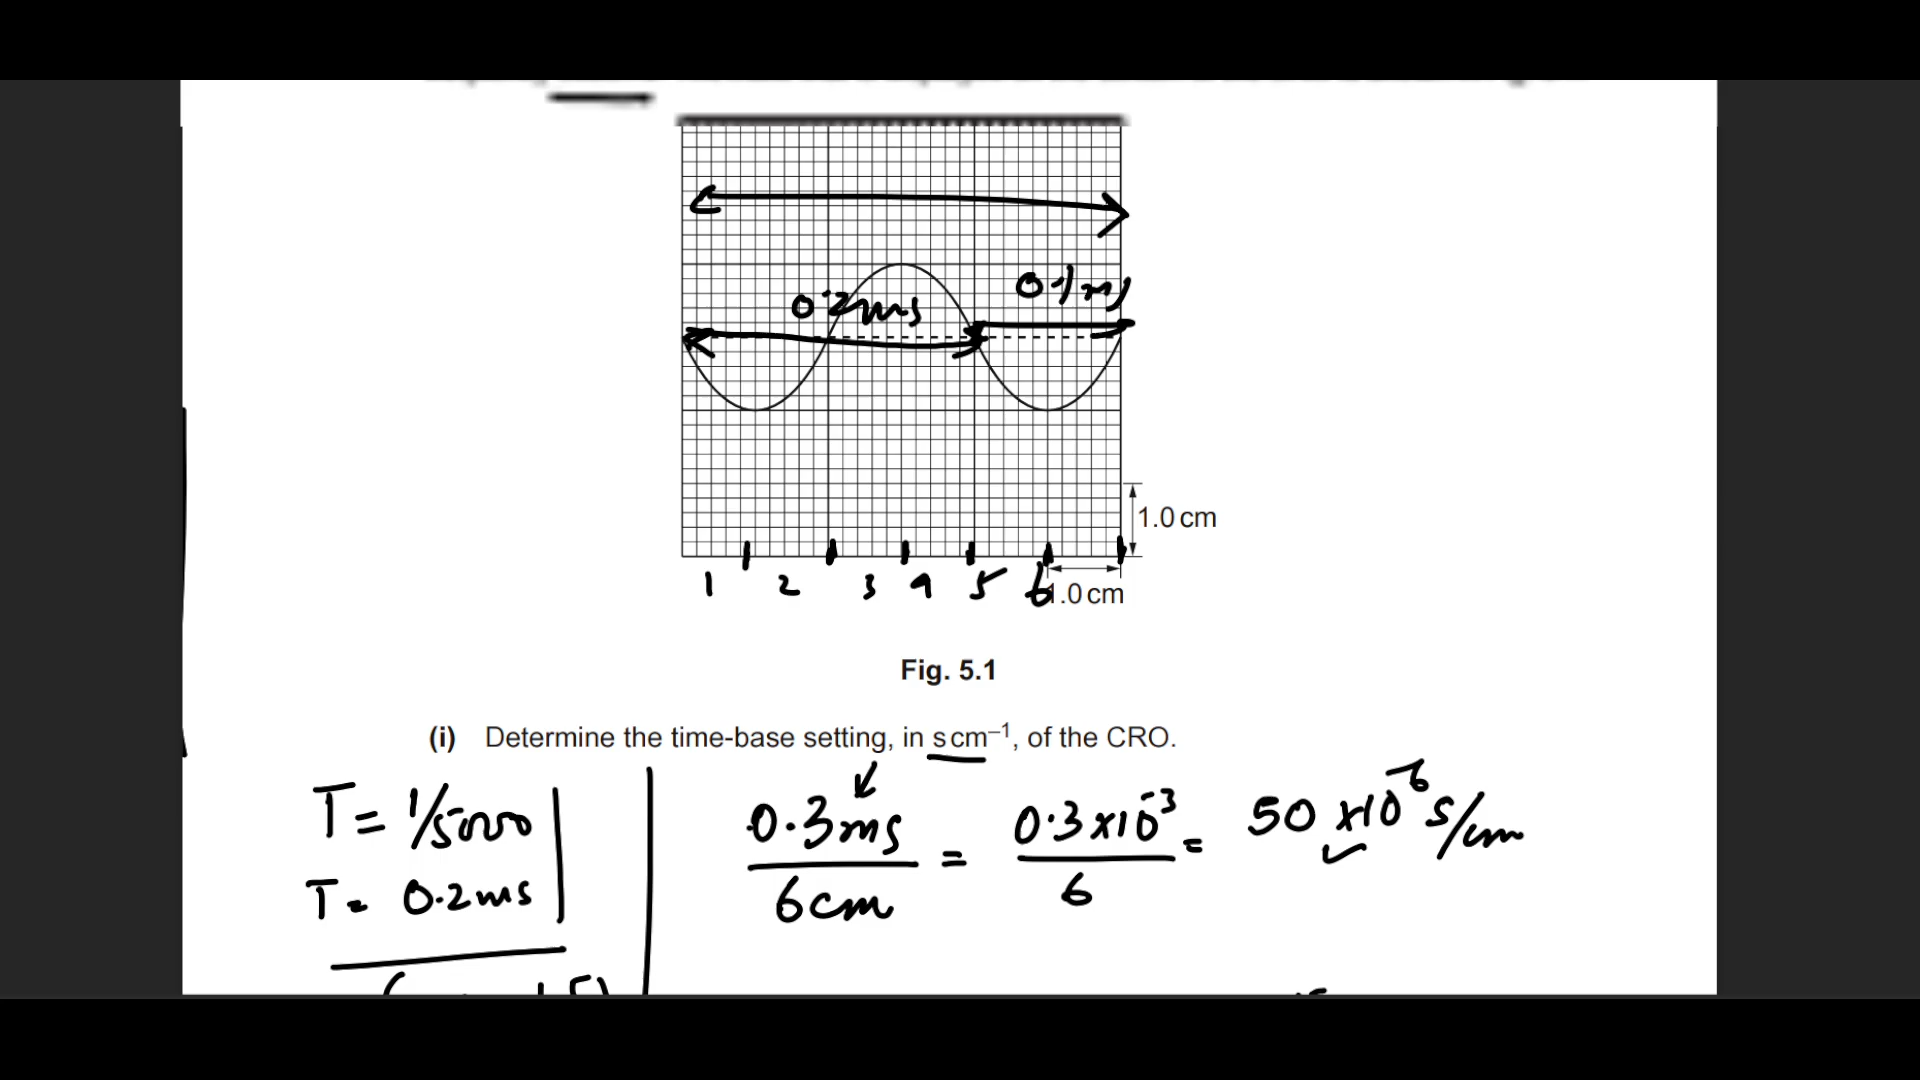 0.2ms
0.1ms
1.0 cm
1 2 3 4 5 6
1.0 cm
Fig. 5.1
(i) Determine the time-base setting, in s cm⁻¹, of the CRO.
T = 1/5000
T = 0.2ms
0.3ms / 6cm = 0.3×10⁻³ / 6 = 50 ×10⁻⁶ s/cm